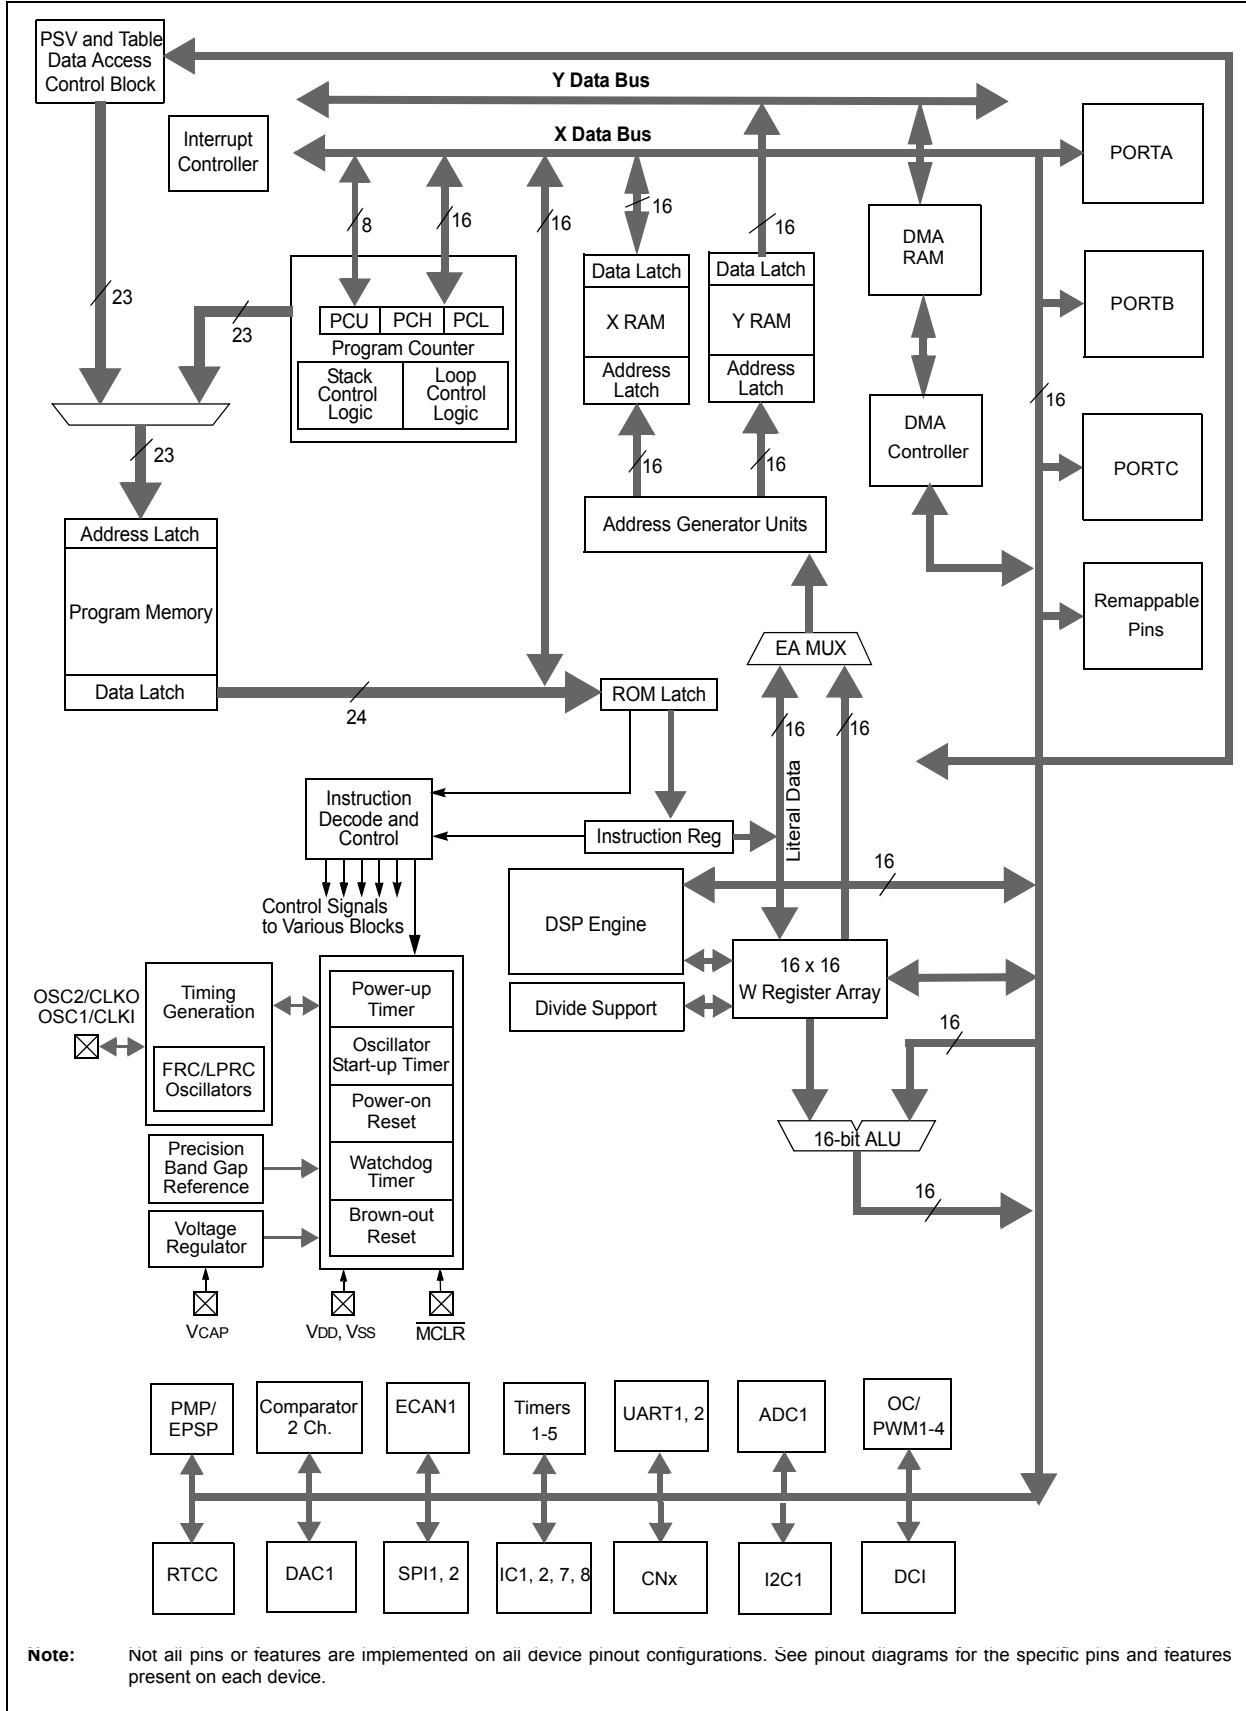 PSV and Table
Data Access
Control Block
Y Data Bus
Interrupt
Controller
X Data Bus
PORTA
8
16
16
16
16
DMA
RAM
23
23
PCU
PCH
PCL
Program Counter
Stack
Control
Logic
Loop
Control
Logic
Data Latch
X RAM
Address
Latch
Data Latch
Y RAM
Address
Latch
PORTB
16
DMA
Controller
23
16
16
PORTC
Address Latch
Program Memory
Data Latch
Address Generator Units
Remappable
Pins
EA MUX
24
ROM Latch
16
16
Literal Data
Instruction
Decode and
Control
Instruction Reg
Control Signals
to Various Blocks
16
DSP Engine
16 x 16
W Register Array
Divide Support
OSC2/CLKO
OSC1/CLKI
Timing
Generation
FRC/LPRC
Oscillators
Power-up
Timer
Oscillator
Start-up Timer
Power-on
Reset
Watchdog
Timer
Brown-out
Reset
16
16-bit ALU
16
Precision
Band Gap
Reference
Voltage
Regulator
VCAP
VDD, VSS
MCLR
PMP/
EPSP
Comparator
2 Ch.
ECAN1
Timers
1-5
UART1, 2
ADC1
OC/
PWM1-4
RTCC
DAC1
SPI1, 2
IC1, 2, 7, 8
CNx
I2C1
DCI
Note: Not all pins or features are implemented on all device pinout configurations. See pinout diagrams for the specific pins and features
present on each device.